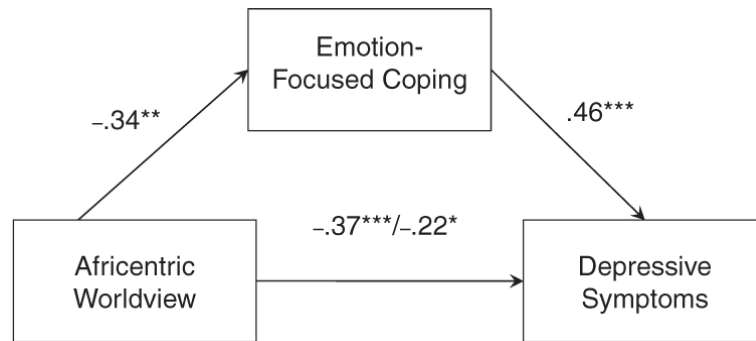 Emotion-
Focused Coping
–.34**
.46***
–.37***/–.22*
Africentric
Worldview
Depressive
Symptoms